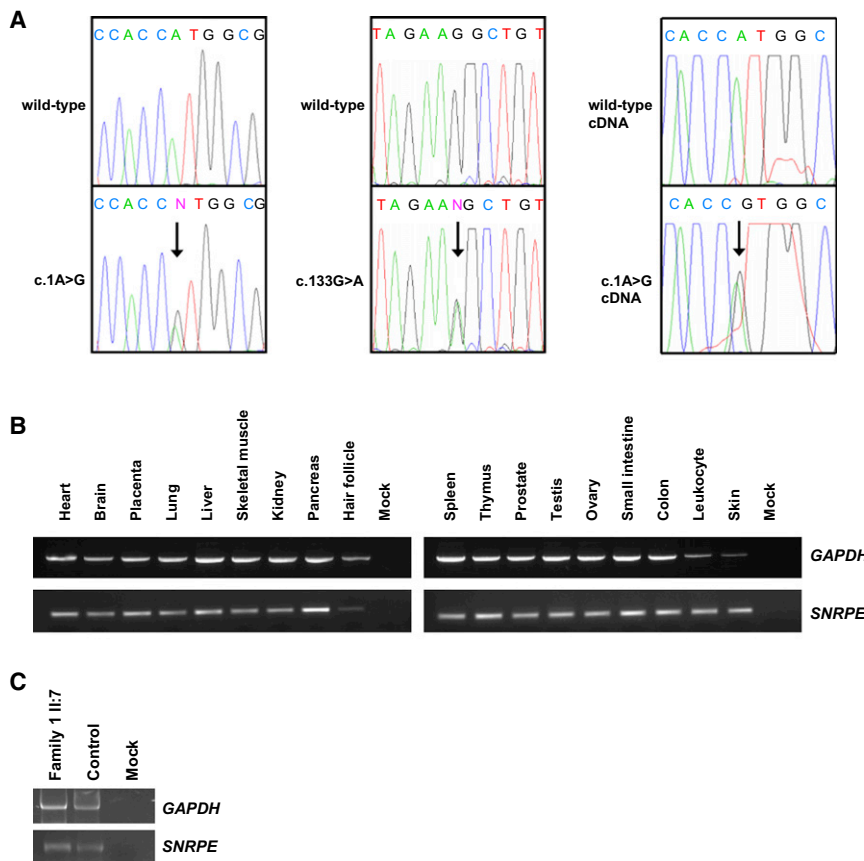 A
CCACCATGGCG
TAGAAGGCTGT
CACCATGGC
wild-type
wild-type
wild-type
cDNA
CCACCNTGGCG
TAGAANGCTGT
CACCGTGGC
c.1A>G
c.133G>A
c.1A>G
cDNA
B
Heart
Brain
Placenta
Lung
Liver
Skeletal muscle
Kidney
Pancreas
Hair follicle
Mock
Spleen
Thymus
Prostate
Testis
Ovary
Small intestine
Colon
Leukocyte
Skin
Mock
GAPDH
SNRPE
C
Family 1 II:7
Control
Mock
GAPDH
SNRPE